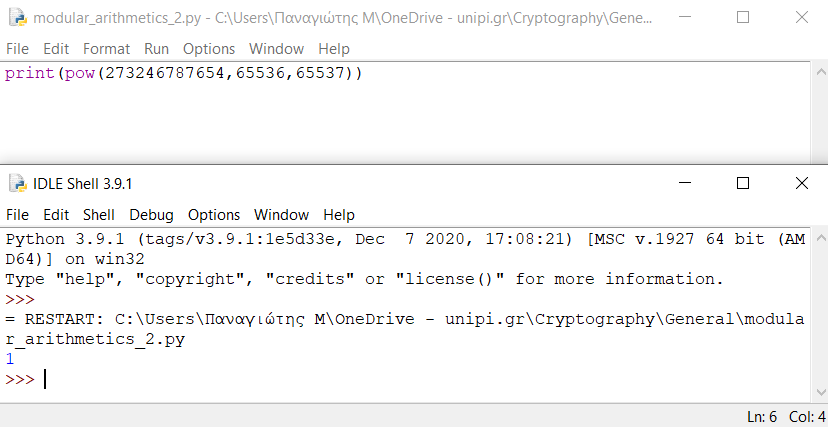 modular_arithmetics_2.py - C:\Users\Παναγιώτης Μ\OneDrive - unipi.gr\Cryptography\Gene...
File Edit Format Run Options Window Help
print(pow(273246787654,65536,65537))
IDLE Shell 3.9.1
File Edit Shell Debug Options Window Help
Python 3.9.1 (tags/v3.9.1:1e5d33e, Dec  7 2020, 17:08:21) [MSC v.1927 64 bit (AM
D64)] on win32
Type "help", "copyright", "credits" or "license()" for more information.
>>>
= RESTART: C:\Users\Παναγιώτης Μ\OneDrive - unipi.gr\Cryptography\General\modula
r_arithmetics_2.py
1
>>>
Ln: 6 Col: 4